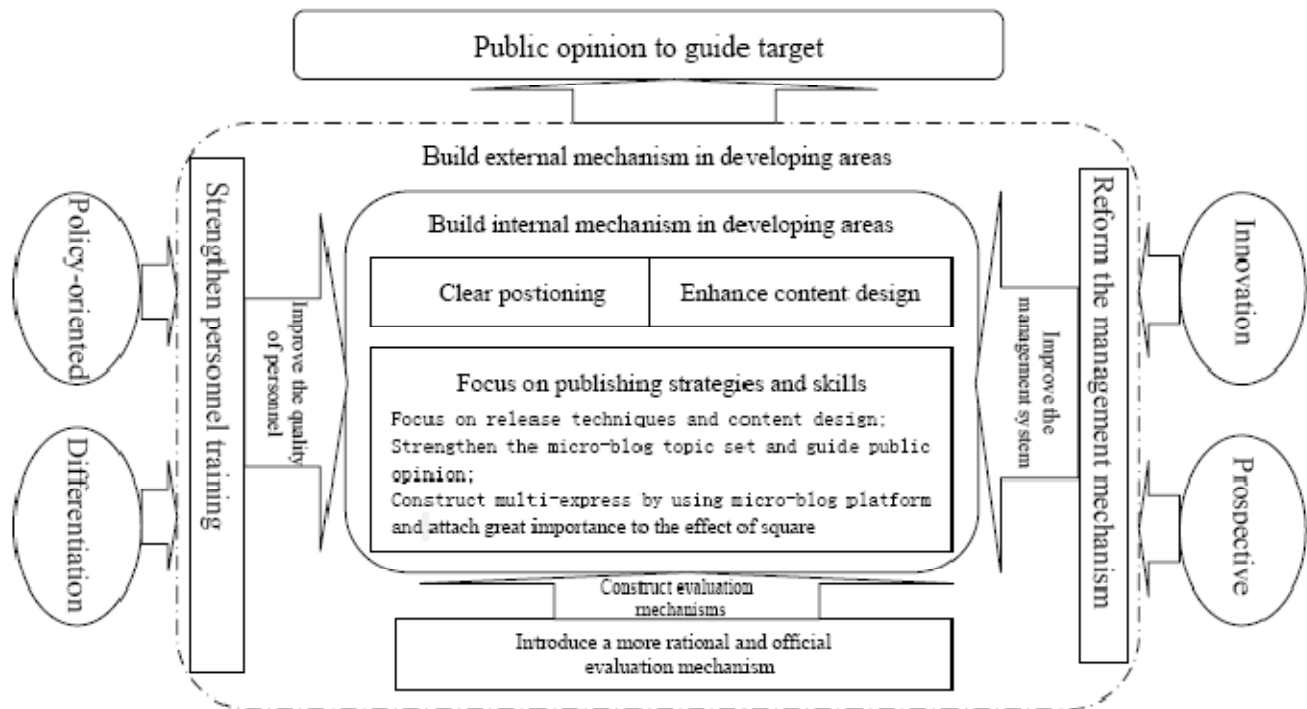 Public opinion to guide target
Build external mechanism in developing areas
Policy-oriented
Differentiation
Strengthen personnel training
Improve the quality
of personnel
Build internal mechanism in developing areas
Clear postioning
Enhance content design
Focus on publishing strategies and skills
Focus on release techniques and content design;
Strengthen the micro-blog topic set and guide public
opinion;
Construct multi-express by using micro-blog platform
and attach great importance to the effect of square
Improve the
management system
Reform the management mechanism
Innovation
Prospective
Construct evaluation
mechanisms
Introduce a more rational and official
evaluation mechanism